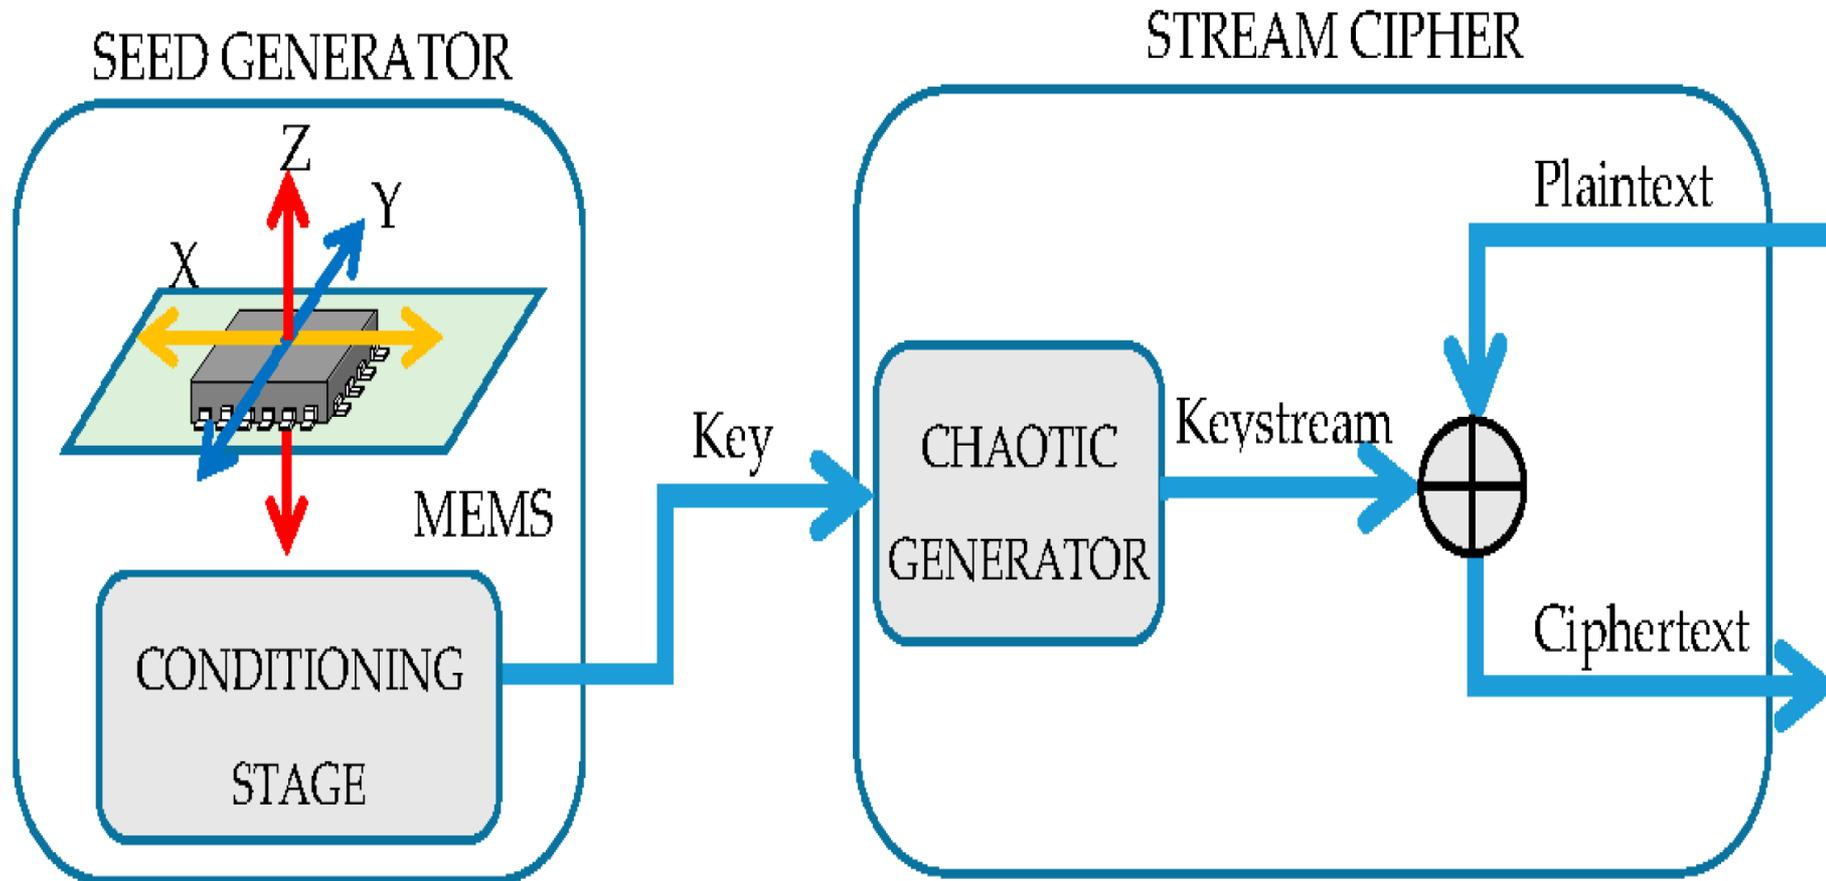 SEED GENERATOR
Z
Y
X
MEMS
CONDITIONING
STAGE
Key
STREAM CIPHER
Plaintext
CHAOTIC
GENERATOR
Keystream
Ciphertext